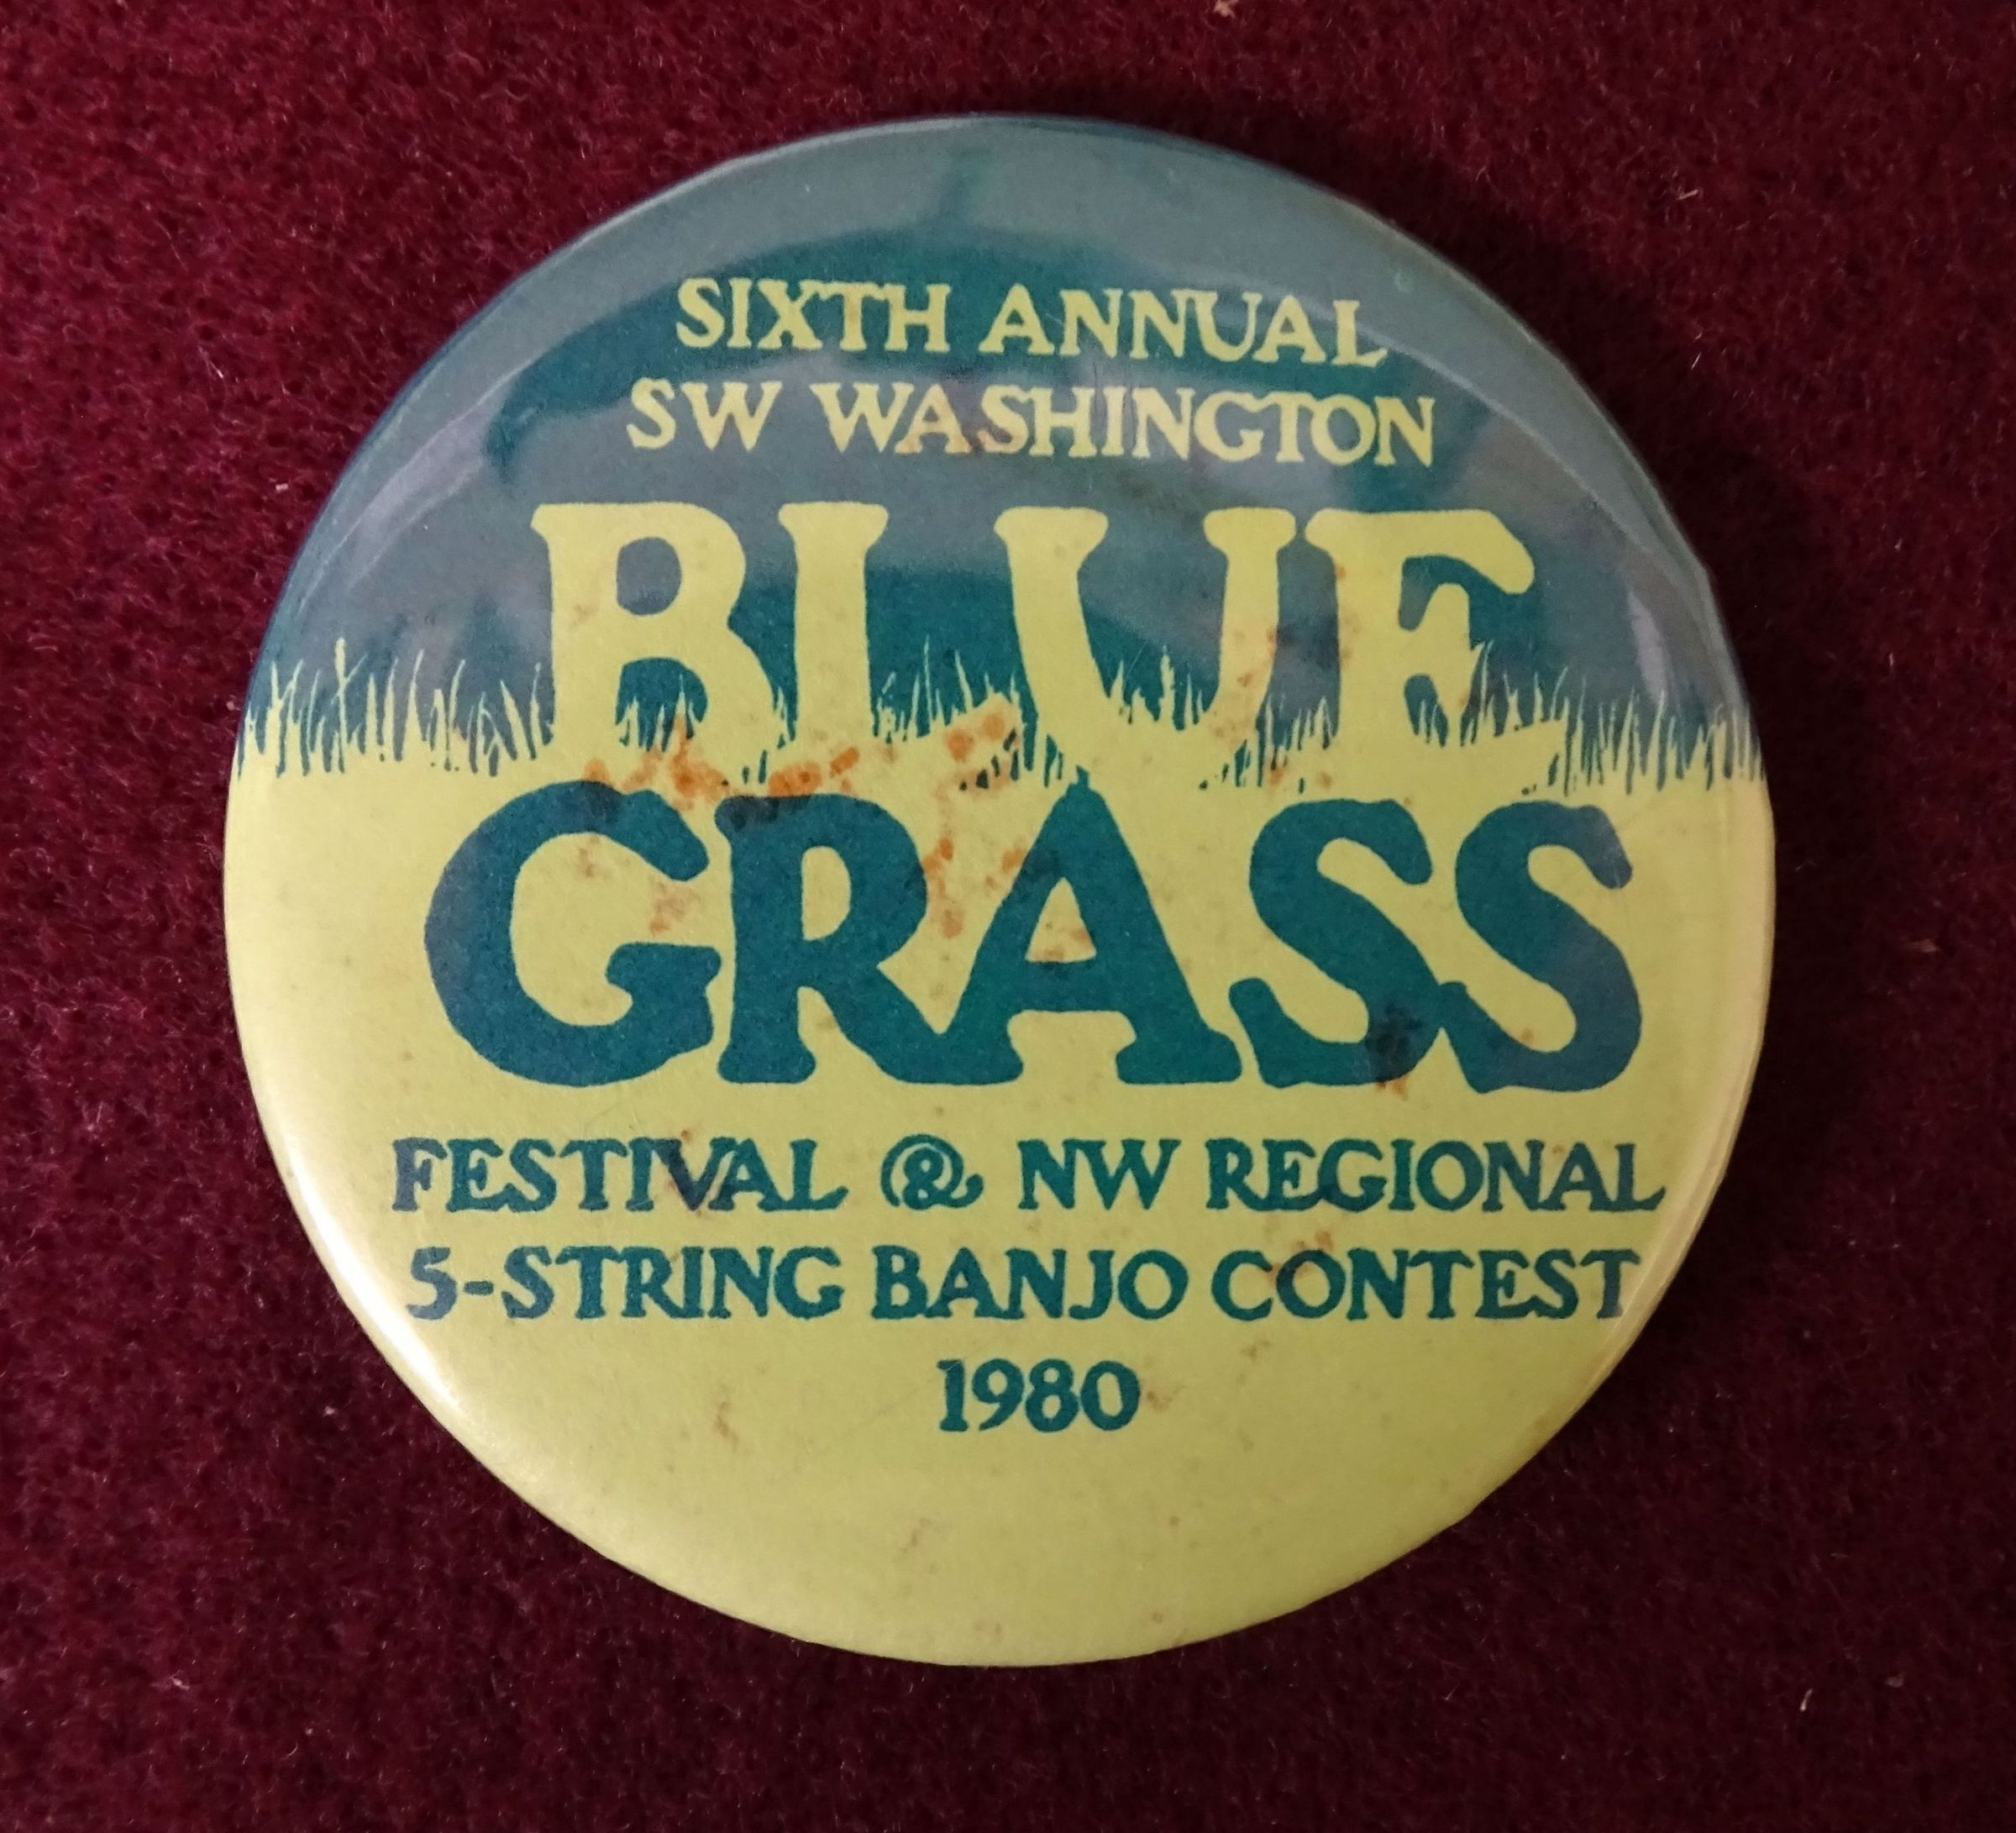 SIXTH ANNUAL
SW WASHINGTON
BLUE
GRASS
FESTIVAL & NW REGIONAL
5-STRING BANJO CONTEST
1980